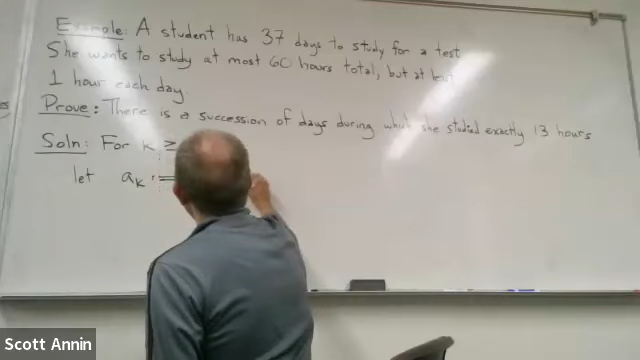 Example: A student has 37 days to study for a test
She wants to study at most 60 hours total, but at least
1 hour each day.
Prove: There is a succession of days during which she studied exactly 13 hours
Soln: For k ≥
let aₖ :=
Scott Annin